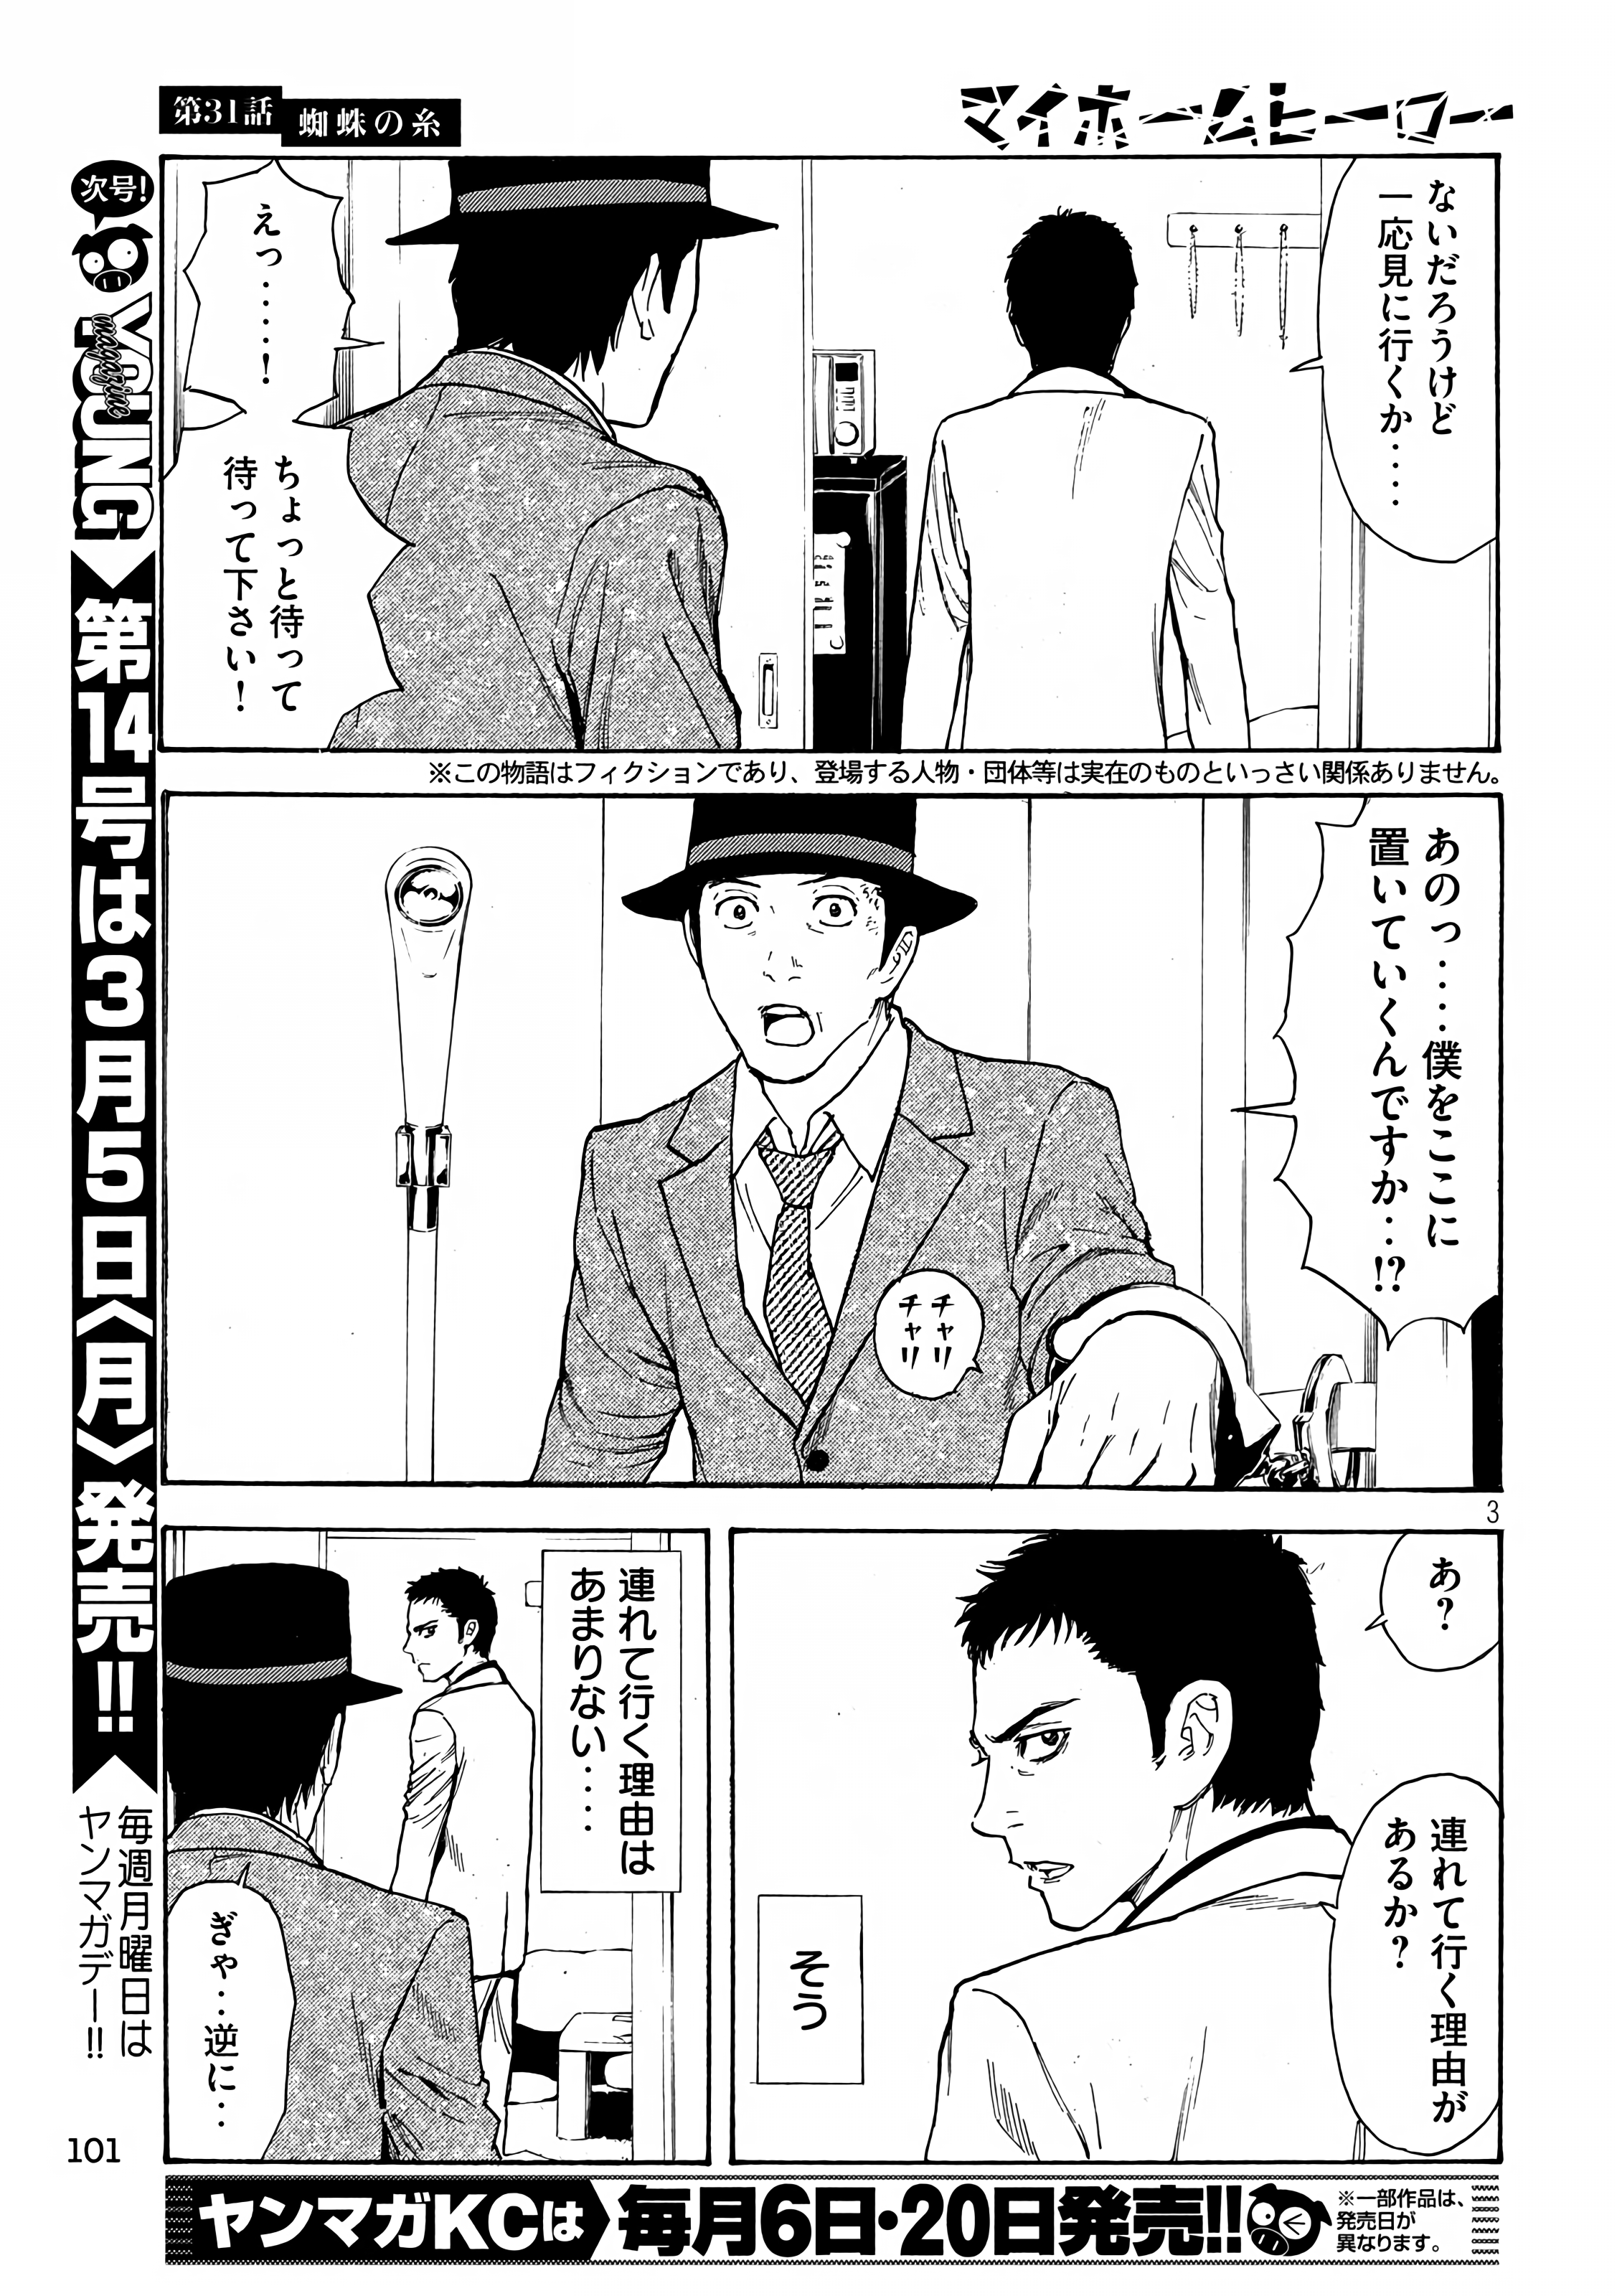 第31話
蜘蛛の糸
マイホームヒーロー
ないだろうけど
一応見に行くか‥‥
えっ‥‥‥!
ちょっと待って
待って下さい!
※この物語はフィクションであり、登場する人物・団体等は実在のものといっさい関係ありません。
あのっ‥‥僕をここに
置いていくんですか‥!?
チャリ
チャリ
3
あ?
連れて行く理由が
あるか?
そう
連れて行く理由は
あまりない‥‥
ぎゃ‥逆に‥
次号!
YOUNG
magazine
第14号は3月5日〈月〉発売!!
毎週月曜日は
ヤンマガデー!!
101
ヤンマガKCは
毎月6日・20日発売!!
※一部作品は、
発売日が
異なります。